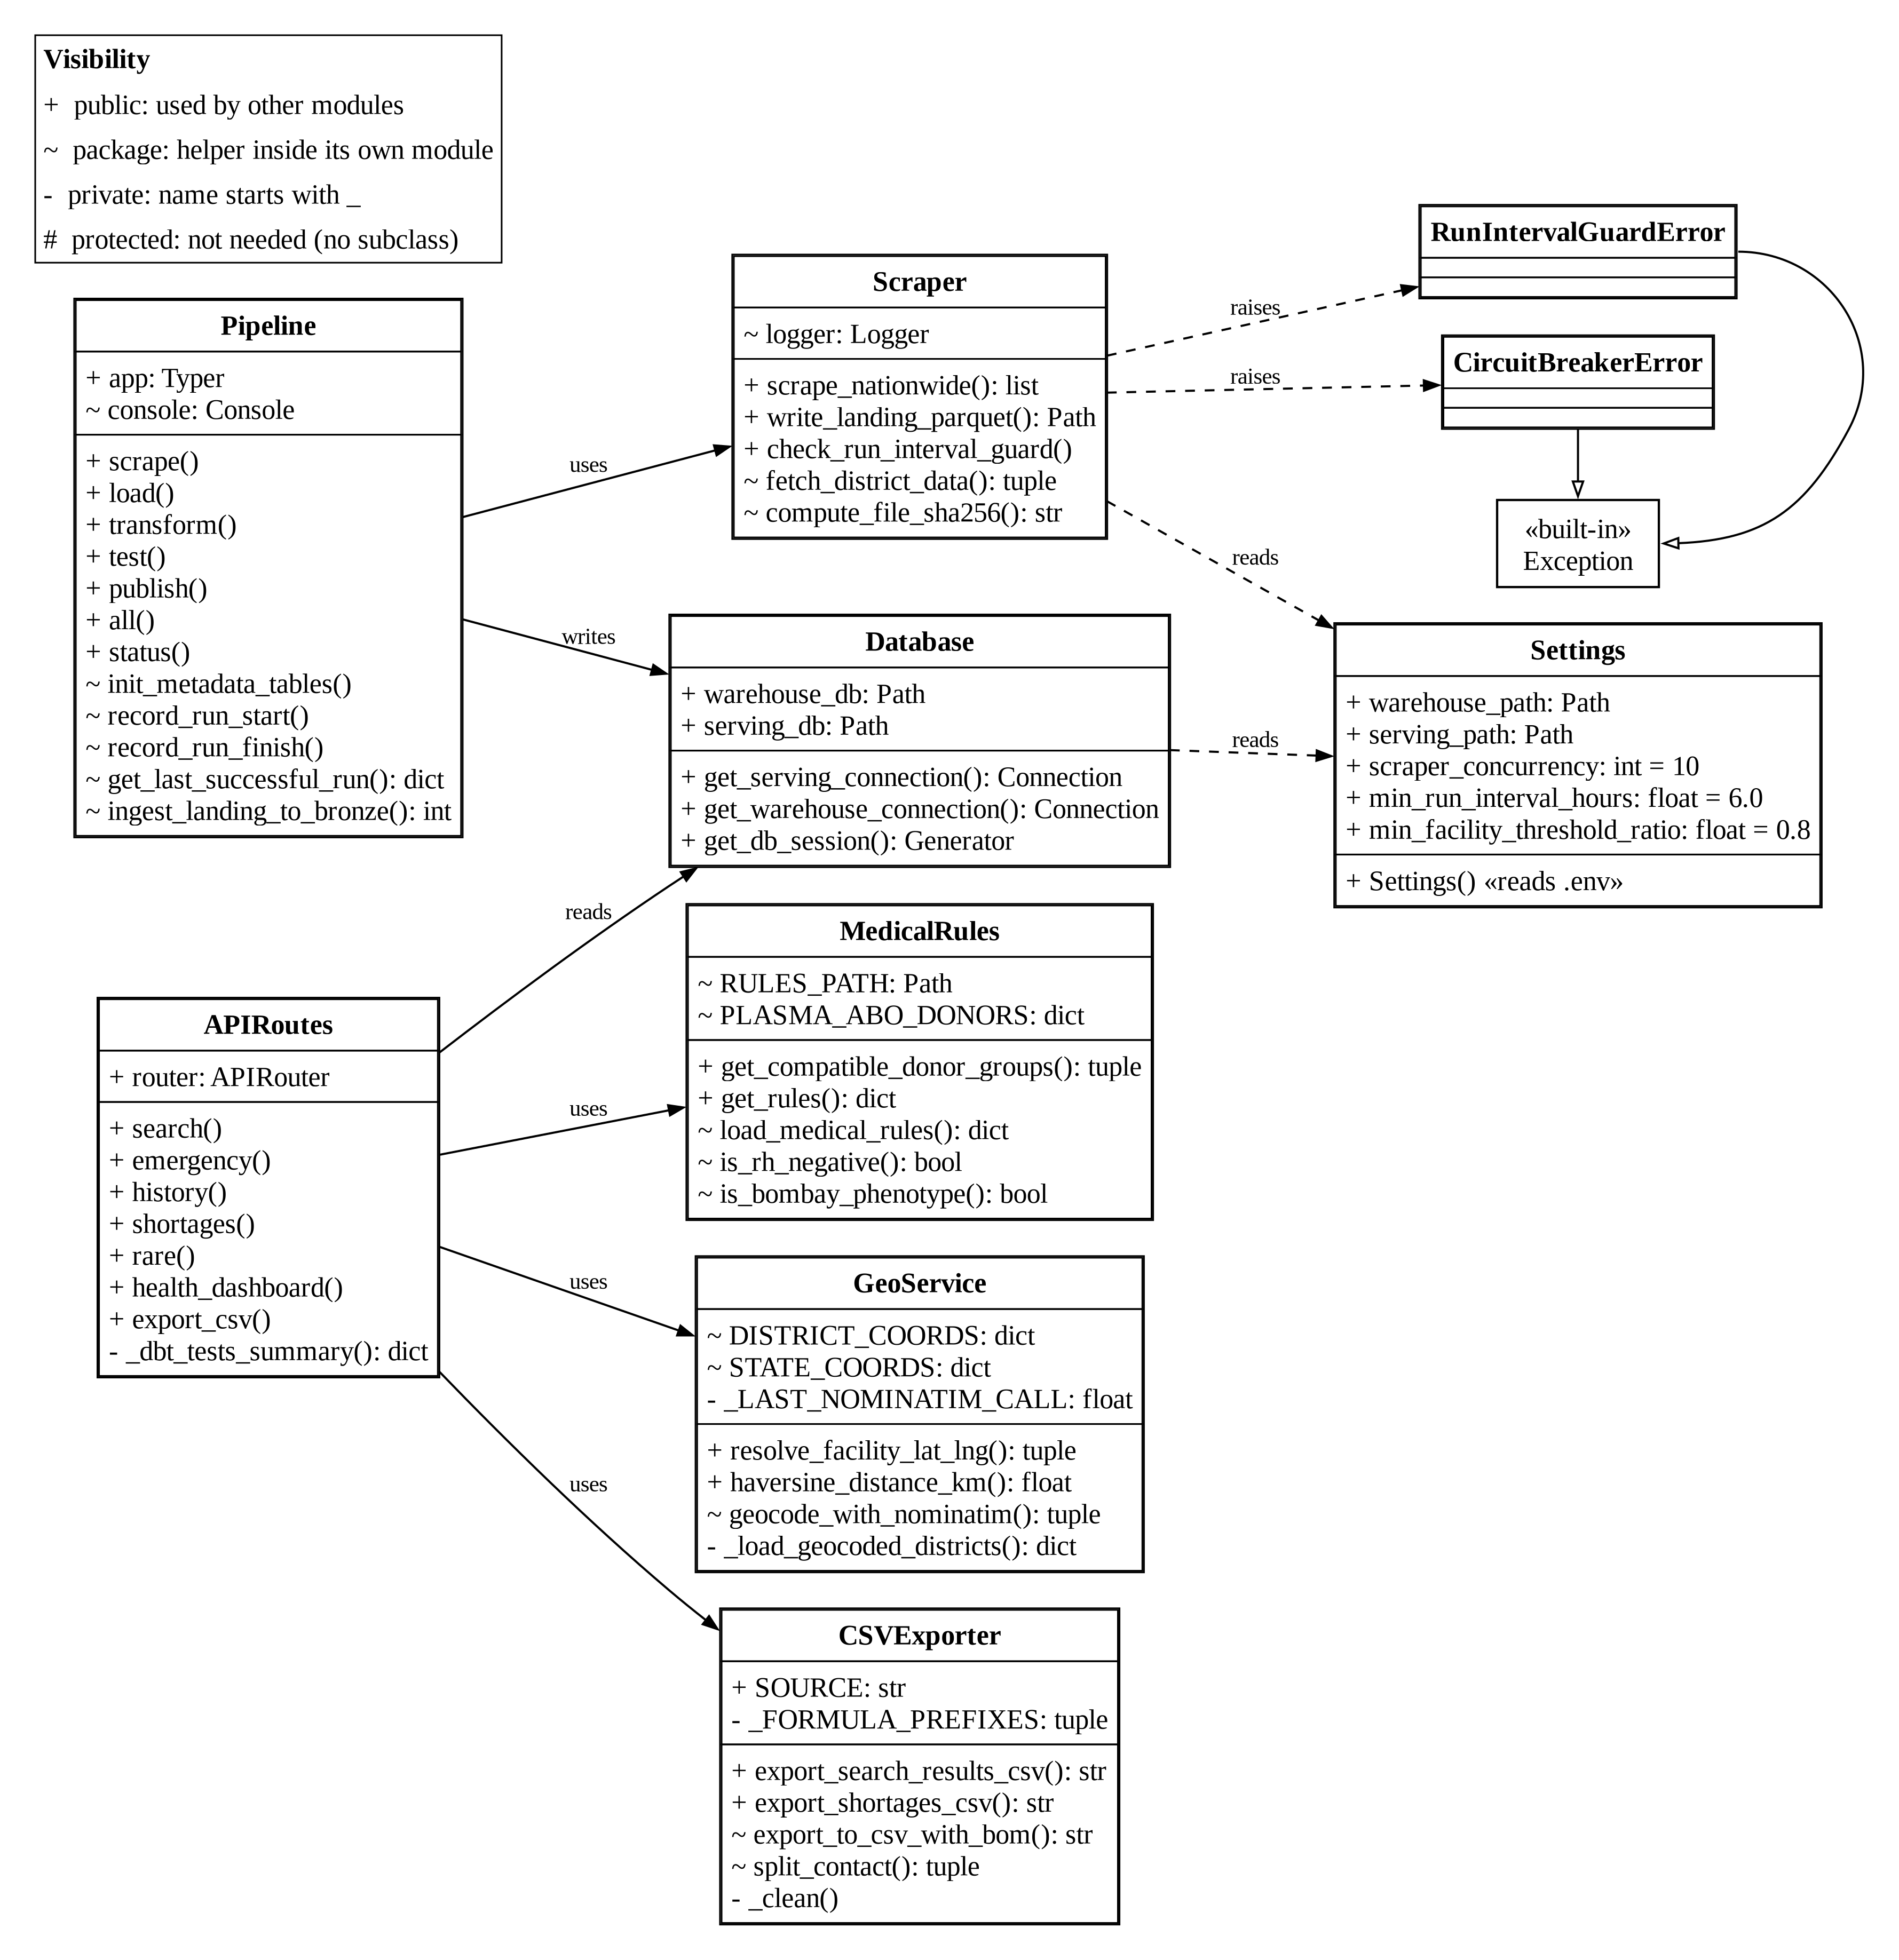 Visibility
+ public: used by other modules
~ package: helper inside its own module
- private: name starts with _
# protected: not needed (no subclass)
Pipeline
+ app: Typer
~ console: Console
+ scrape()
+ load()
+ transform()
+ test()
+ publish()
+ all()
+ status()
~ init_metadata_tables()
~ record_run_start()
~ record_run_finish()
~ get_last_successful_run(): dict
~ ingest_landing_to_bronze(): int
uses
writes
Scraper
~ logger: Logger
+ scrape_nationwide(): list
+ write_landing_parquet(): Path
+ check_run_interval_guard()
~ fetch_district_data(): tuple
~ compute_file_sha256(): str
raises
raises
reads
RunIntervalGuardError
CircuitBreakerError
«built-in»
Exception
Database
+ warehouse_db: Path
+ serving_db: Path
+ get_serving_connection(): Connection
+ get_warehouse_connection(): Connection
+ get_db_session(): Generator
reads
Settings
+ warehouse_path: Path
+ serving_path: Path
+ scraper_concurrency: int = 10
+ min_run_interval_hours: float = 6.0
+ min_facility_threshold_ratio: float = 0.8
+ Settings() «reads .env»
APIRoutes
+ router: APIRouter
+ search()
+ emergency()
+ history()
+ shortages()
+ rare()
+ health_dashboard()
+ export_csv()
- _dbt_tests_summary(): dict
reads
uses
uses
uses
MedicalRules
~ RULES_PATH: Path
~ PLASMA_ABO_DONORS: dict
+ get_compatible_donor_groups(): tuple
+ get_rules(): dict
~ load_medical_rules(): dict
~ is_rh_negative(): bool
~ is_bombay_phenotype(): bool
GeoService
~ DISTRICT_COORDS: dict
~ STATE_COORDS: dict
- _LAST_NOMINATIM_CALL: float
+ resolve_facility_lat_lng(): tuple
+ haversine_distance_km(): float
~ geocode_with_nominatim(): tuple
- _load_geocoded_districts(): dict
CSVExporter
+ SOURCE: str
- _FORMULA_PREFIXES: tuple
+ export_search_results_csv(): str
+ export_shortages_csv(): str
~ export_to_csv_with_bom(): str
~ split_contact(): tuple
- _clean()